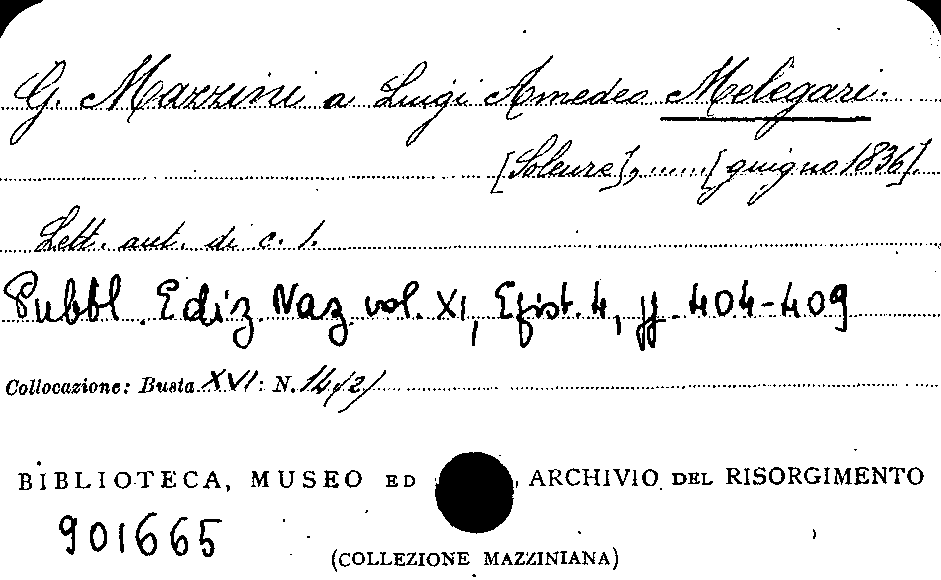 G. Mazzini a Luigi Amedeo Melegari.
[Soleure], ....... [giugno 1836].
Lett. aut. di c. 1.
Pubbl. Ediz. Naz. vol. XI, Epist. 4, pp. 404-409
Collocazione: Busta XVI: N. 14/2/
BIBLIOTECA, MUSEO ED ARCHIVIO DEL RISORGIMENTO
901665
(COLLEZIONE MAZZINIANA)